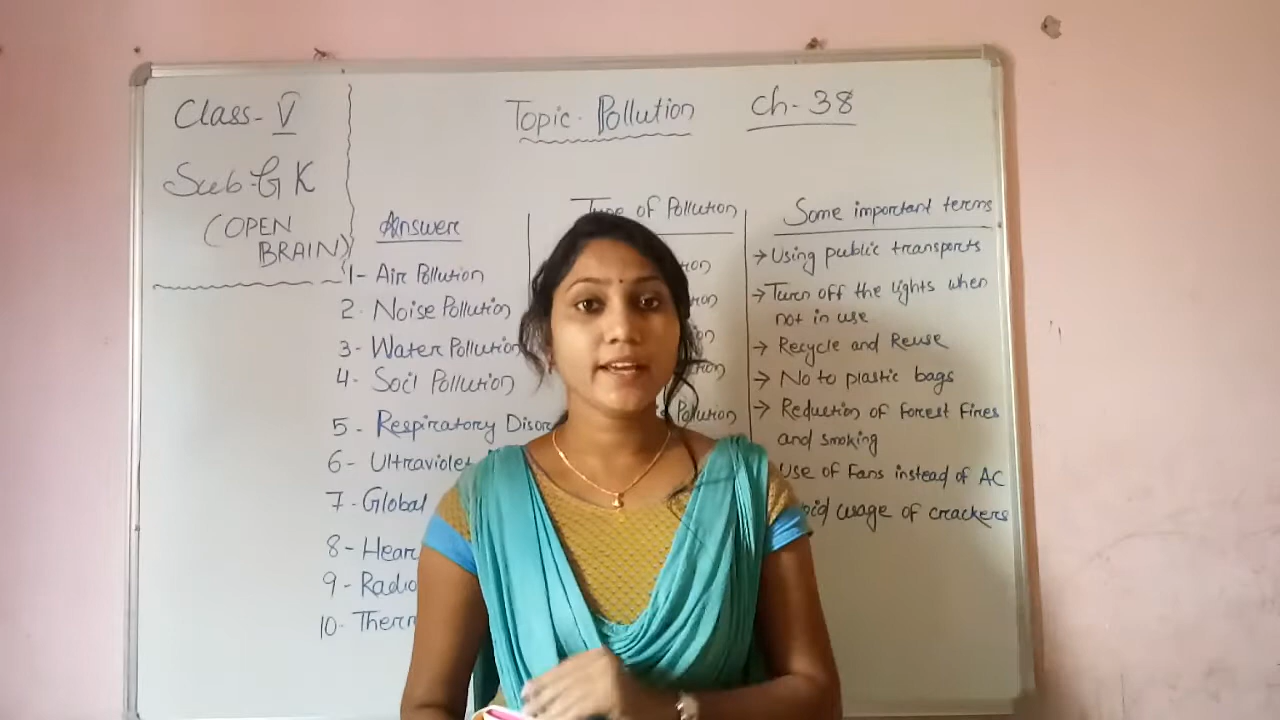 Class-V
Sub-GK
(OPEN
BRAIN)
Topic-Pollution
Ch-38
Answer
1- Air Pollution
2- Noise Pollution
3- Water Pollution
4- Soil Pollution
5- Respiratory
6- Ultraviolet
7-Global
8-
9-
10-
Type of Pollution
Pollution
Some important terms
→ Using public transports
→ Turn off the lights when
not in use
→ Recycle and Reuse
→ No to plastic bags
→ Reduction of forest fires
and smoking
Use of Fans instead of AC
usage of crackers